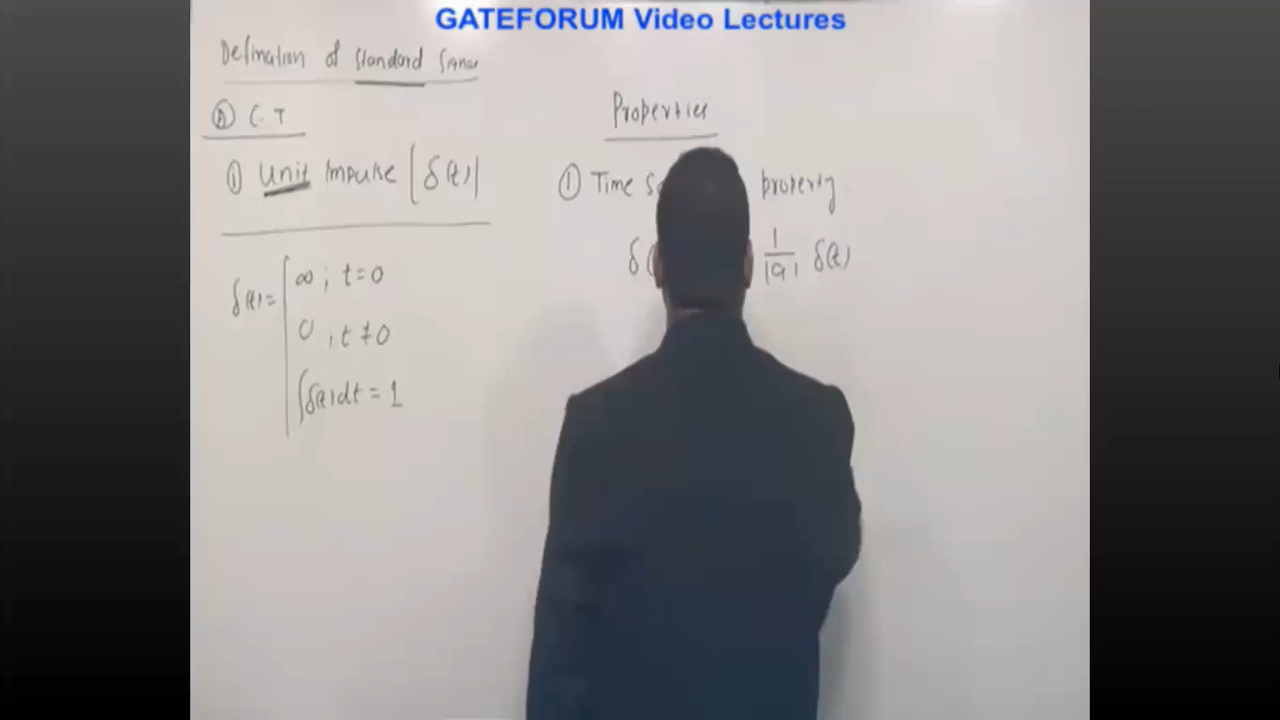 GATEFORUM Video Lectures
Defination of Standard Signal
Ⓐ C.T
① Unit Impulse [δ(t)]
δ(t)=
∞ ; t=0
0 , t≠0
∫δ(t)dt = 1
Properties
① Time property
δ( 1/|a| δ(t)